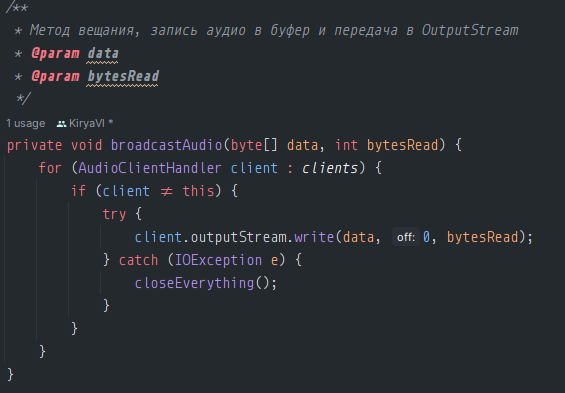 /**
 * Метод вещания, запись аудио в буфер и передача в OutputStream
 * @param data
 * @param bytesRead
 */
1 usage KiryaVI *
private void broadcastAudio(byte[] data, int bytesRead) {
    for (AudioClientHandler client : clients) {
        if (client ≠ this) {
            try {
                client.outputStream.write(data, off: 0, bytesRead);
            } catch (IOException e) {
                closeEverything();
            }
        }
    }
}